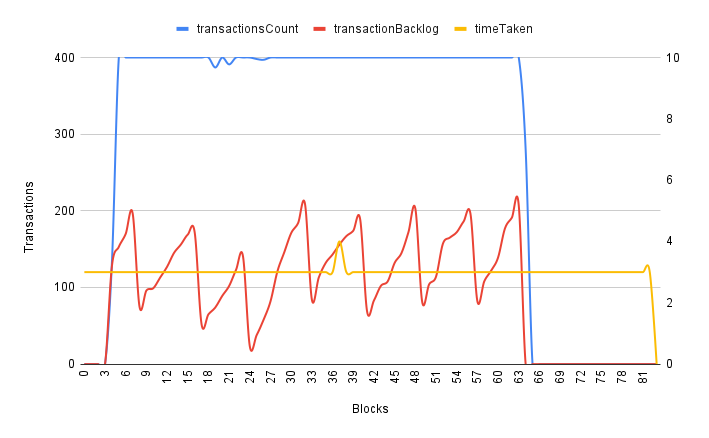 transactionsCount transactionBacklog timeTaken
400 10
8
300
6
200
4
100
2
0 0
Transactions
0 3 6 9 12 15 18 21 24 27 30 33 36 39 42 45 48 51 54 57 60 63 66 69 72 75 78 81
Blocks